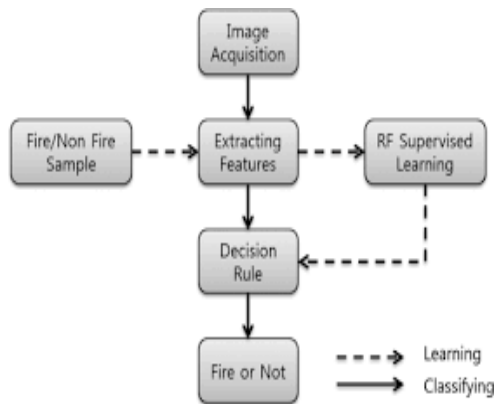 Image
Acquisition
Fire/Non Fire
Sample
Extracting
Features
RF Supervised
Learning
Decision
Rule
Fire or Not
Learning
Classifying